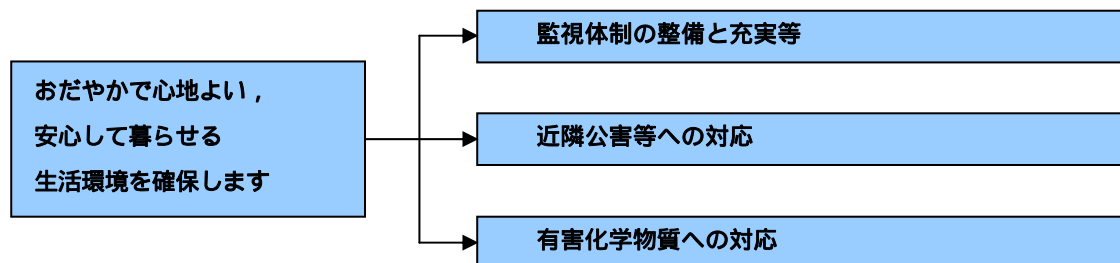 おだやかで心地よい，
安心して暮らせる
生活環境を確保します
監視体制の整備と充実等
近隣公害等への対応
有害化学物質への対応